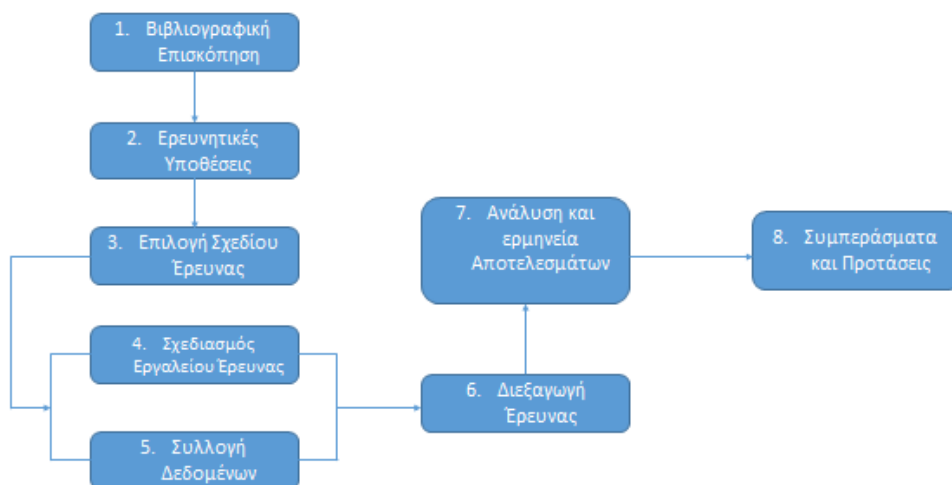 1. Βιβλιογραφική
Επισκόπηση
2. Ερευνητικές
Υποθέσεις
3. Επιλογή Σχεδίου
Έρευνας
4. Σχεδιασμός
Εργαλείου Έρευνας
5. Συλλογή
Δεδομένων
6. Διεξαγωγή
Έρευνας
7. Ανάλυση και
ερμηνεία
Αποτελεσμάτων
8. Συμπεράσματα
και Προτάσεις